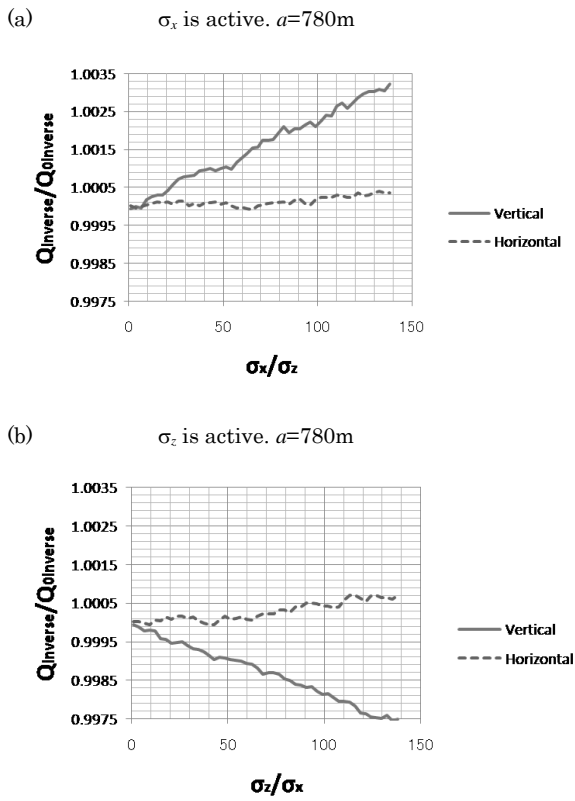 (a)
σx is active. a=780m
QInverse/Q0Inverse
1.0035
1.0025
1.0015
1.0005
0.9995
0.9985
0.9975
0
50
100
150
σx/σz
Vertical
Horizontal
(b)
σz is active. a=780m
QInverse/Q0Inverse
1.0035
1.0025
1.0015
1.0005
0.9995
0.9985
0.9975
0
50
100
150
σz/σx
Vertical
Horizontal